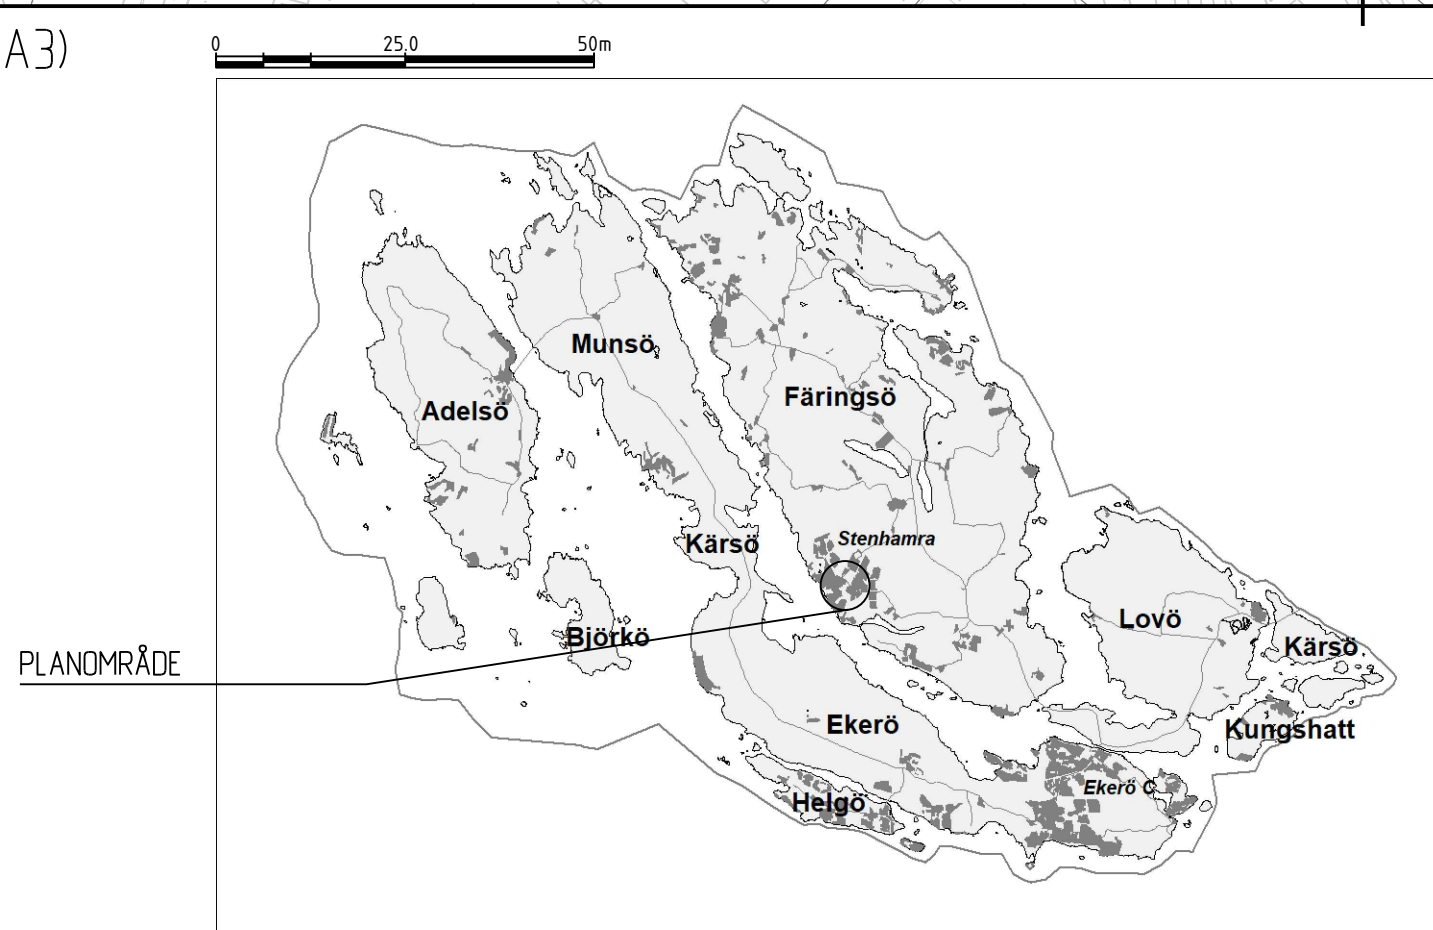 A3)
0 25.0 50m
Munsö
Färingsö
Adelsö
Stenhamra
Kärsö
Lovö
Björkö
Kärsö
PLANOMRÅDE
Ekerö
Kungshatt
Ekerö C
Helgö